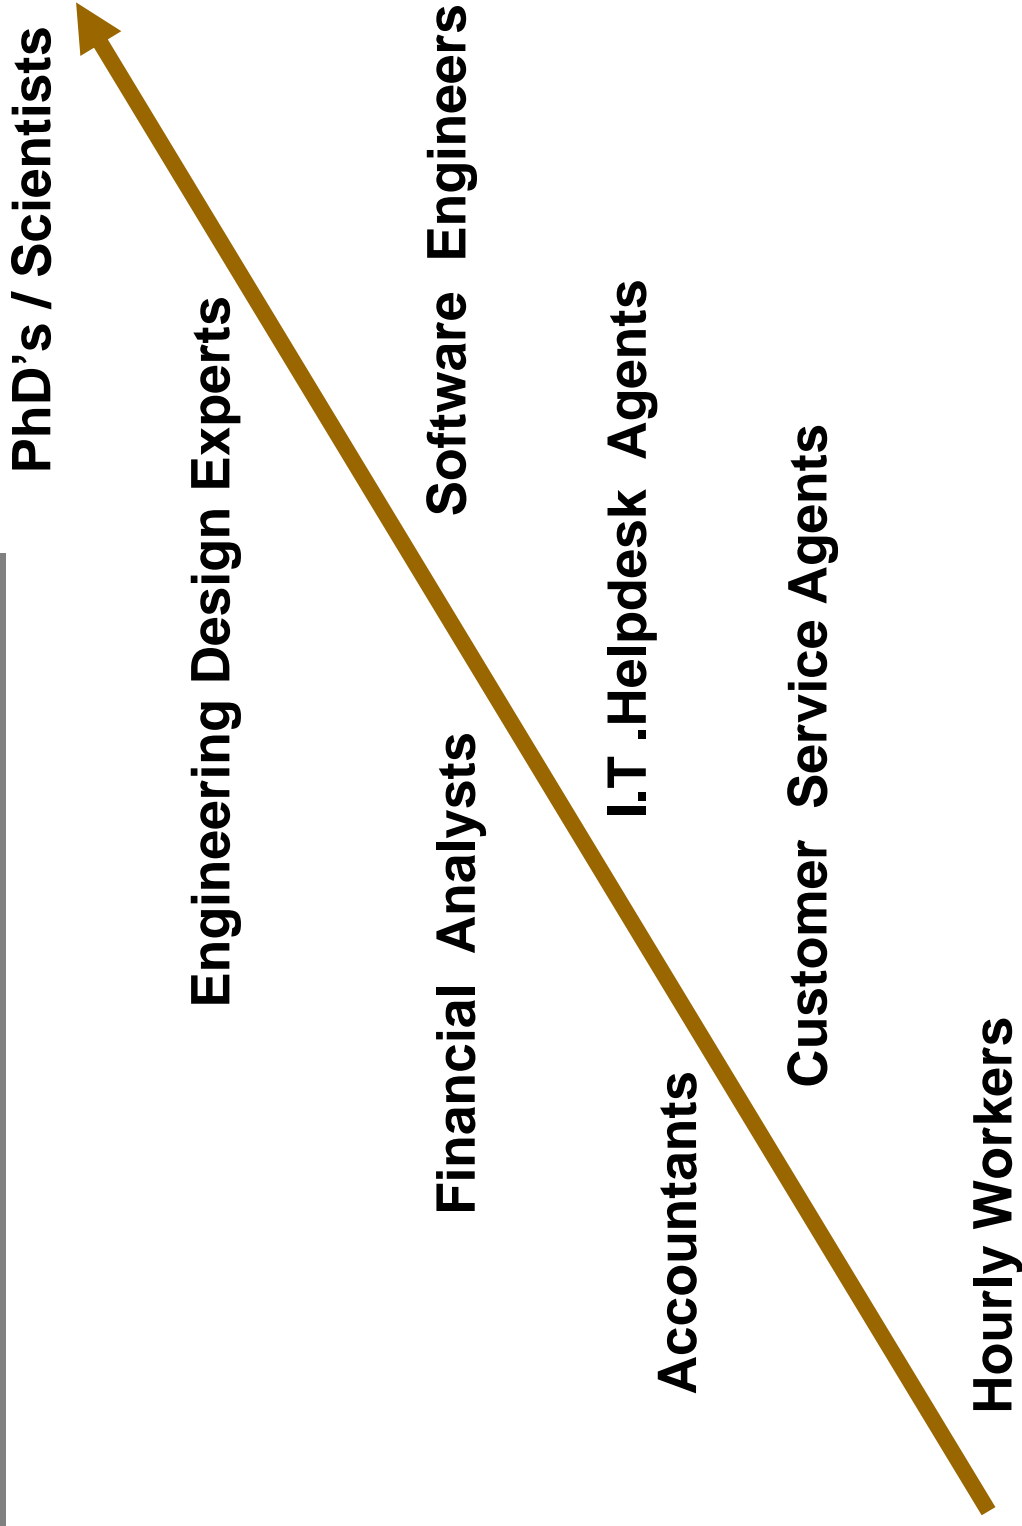 PhD’s / Scientists
Engineering Design Experts
Software Engineers
Financial Analysts
I.T .Helpdesk Agents
Accountants
Customer Service Agents
Hourly Workers